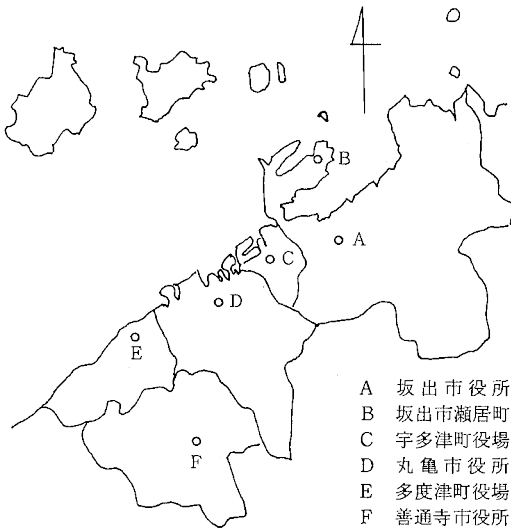 B
A
C
D
E
F
A 坂出市役所
B 坂出市瀬居町
C 宇多津町役場
D 丸亀市役所
E 多度津町役場
F 善通寺市役所